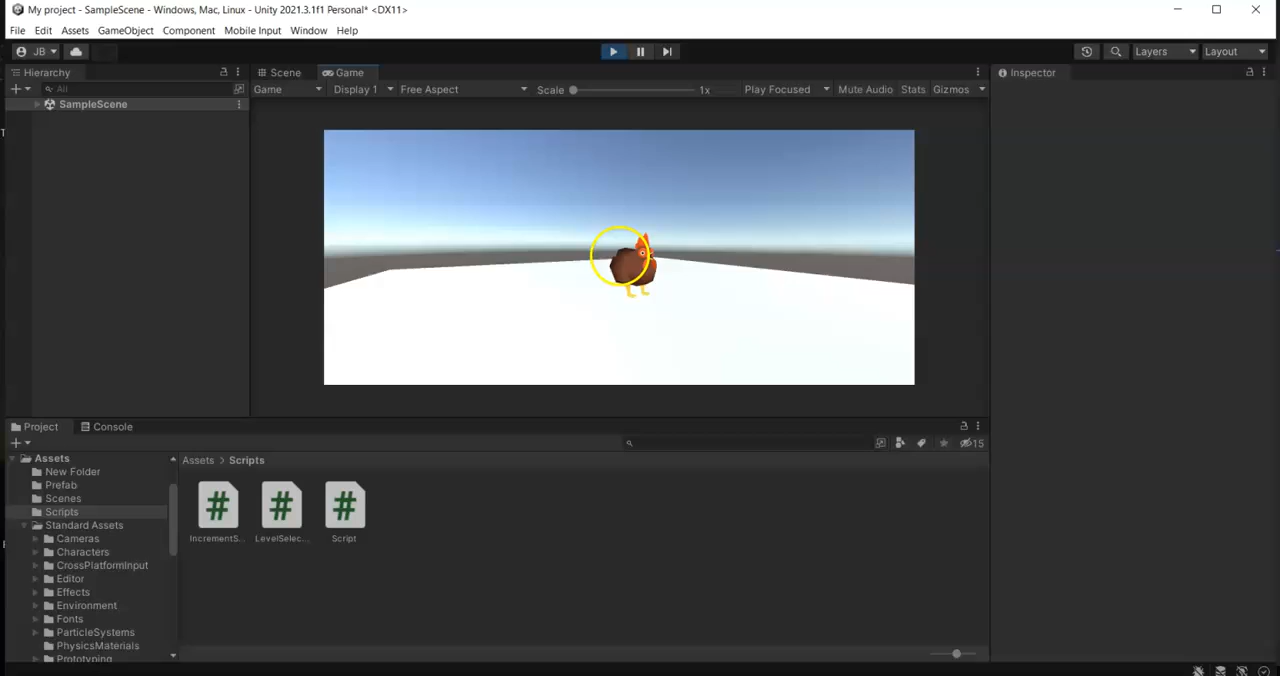 My project - SampleScene - Windows, Mac, Linux - Unity 2021.3.1f1 Personal* <DX11>
File Edit Assets GameObject Component Mobile Input Window Help
JB Layers Layout
Hierarchy Scene Game Inspector
All Game Display 1 Free Aspect Scale 1x Play Focused Mute Audio Stats Gizmos
SampleScene
Project Console
15
Assets Assets > Scripts
New Folder
Prefab
Scenes
Scripts
Standard Assets
Cameras IncrementS... LevelSelec... Script
Characters
CrossPlatformInput
Editor
Effects
Environment
Fonts
ParticleSystems
PhysicsMaterials
Prototyping